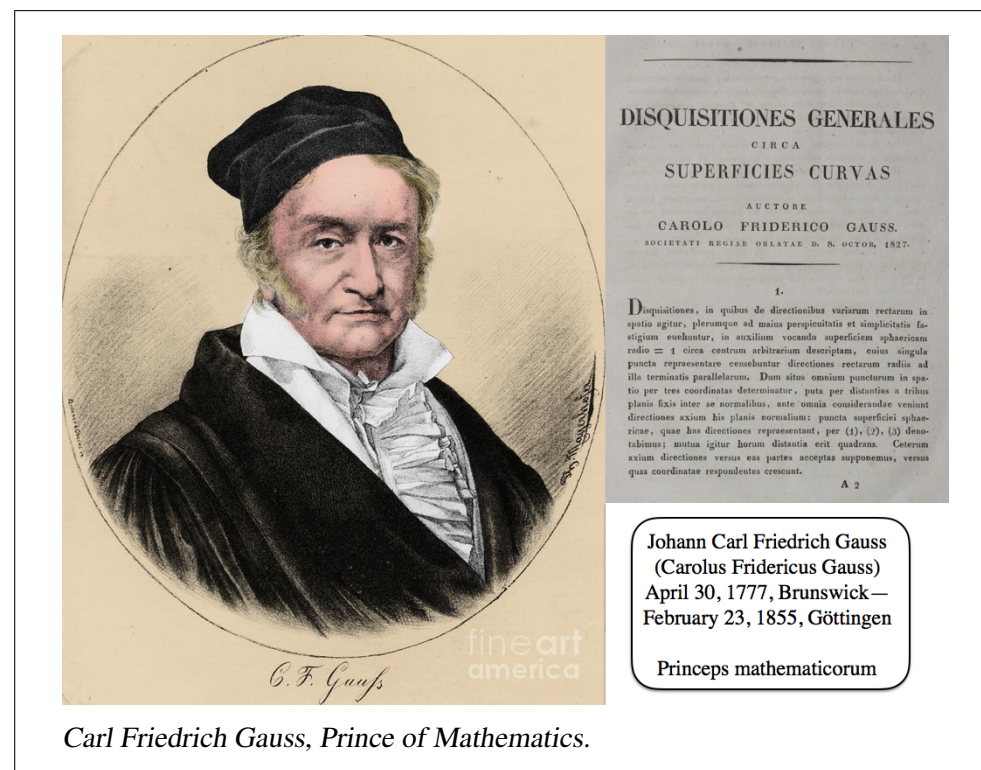 DISQUISITIONES GENERALES
CIRCA
SUPERFICIES CURVAS
AUCTORE
CAROLO FRIDERICO GAUSS.
SOCIETATI REGIAE OBLATAE D. 8. OCTOB, 1827.
1.
Disquisitiones, in quibus de directionibus variarum rectarum in
spatio agitur, plerumque ad maius perspicuitatis et simplicitatis fa-
stigium euehuntur, in auxilium vocando superficiem sphaericam
radio = 1 circa centrum arbitrarium descriptam, cuius singula
puncta repraesentare censebuntur directiones rectarum radiis ad
illa terminatis parallelarum. Dum situs omnium punctorum in spa-
tio per tres coordinatas determinatur, puta per distantias a tribus
planis fixis inter se normalibus, ante omnia considerandae veniunt
directiones axium his planis normalium: puncta superficiei sphae-
ricae, quae has directiones repraesentant, per (1), (2), (3) deno-
tabimus; mutua igitur horum distantia erit quadrans. Ceterum
axium directiones versus eas partes acceptas supponemus, versus
quas coordinatae respondentes crescunt.
A 2
Johann Carl Friedrich Gauss
(Carolus Fridericus Gauss)
April 30, 1777, Brunswick—
February 23, 1855, Göttingen
Princeps mathematicorum
fine art
america
C. F. Gauſs
Carl Friedrich Gauss, Prince of Mathematics.